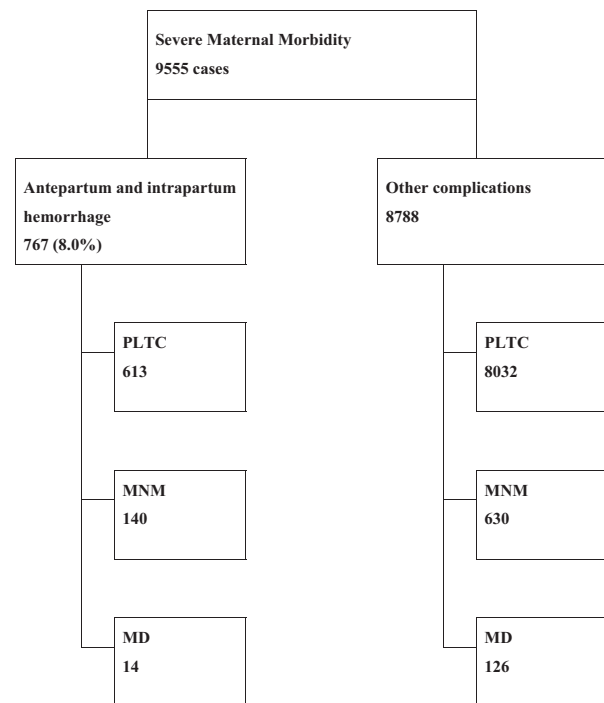 Severe Maternal Morbidity
9555 cases
Antepartum and intrapartum
hemorrhage
767 (8.0%)
Other complications
8788
PLTC
613
PLTC
8032
MNM
140
MNM
630
MD
14
MD
126